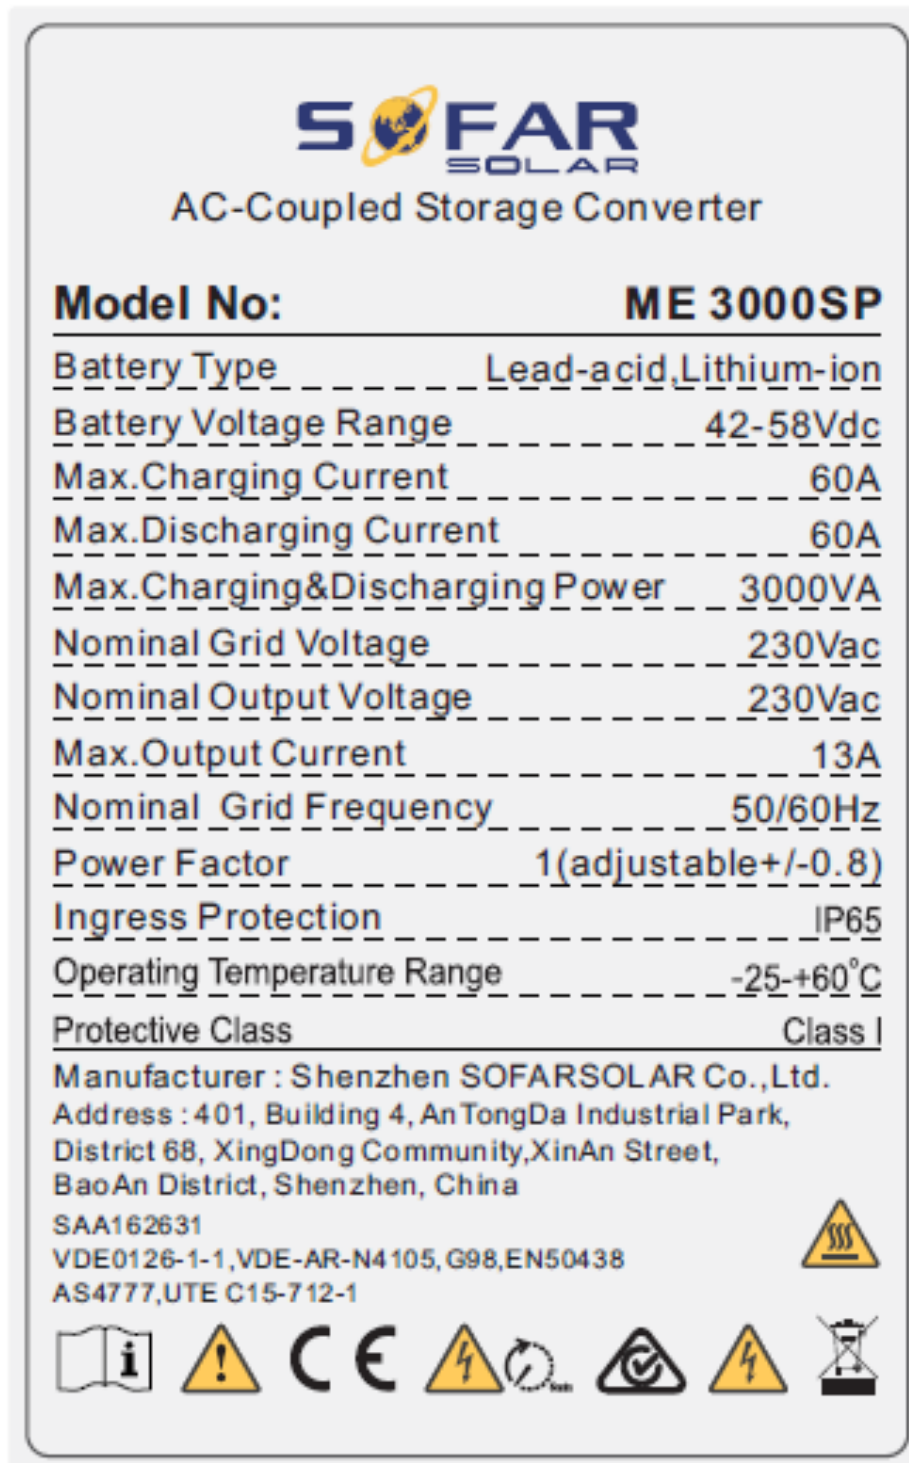 SOFAR
SOLAR
AC-Coupled Storage Converter
Model No: ME 3000SP
Battery Type Lead-acid,Lithium-ion
Battery Voltage Range 42-58Vdc
Max.Charging Current 60A
Max.Discharging Current 60A
Max.Charging&Discharging Power 3000VA
Nominal Grid Voltage 230Vac
Nominal Output Voltage 230Vac
Max.Output Current 13A
Nominal Grid Frequency 50/60Hz
Power Factor 1(adjustable+/-0.8)
Ingress Protection IP65
Operating Temperature Range -25-+60°C
Protective Class Class I
Manufacturer : Shenzhen SOFARSOLAR Co.,Ltd.
Address : 401, Building 4, AnTongDa Industrial Park,
District 68, XingDong Community,XinAn Street,
BaoAn District, Shenzhen, China
SAA162631
VDE0126-1-1,VDE-AR-N4105,G98,EN50438
AS4777,UTE C15-712-1
i ! CE